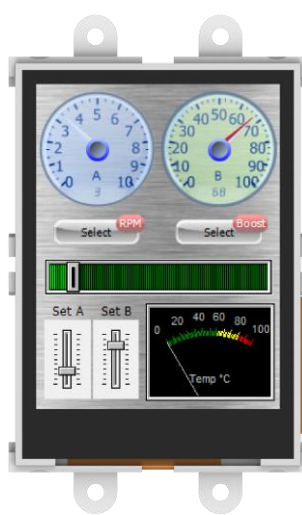 0 1 2 3 4 5 6 7 8 9 10
A
3
0 10 20 30 40 50 60 70 80 90 100
B
68
Select RPM
Select Boost
Set A Set B
0 20 40 60 80 100
Temp °C